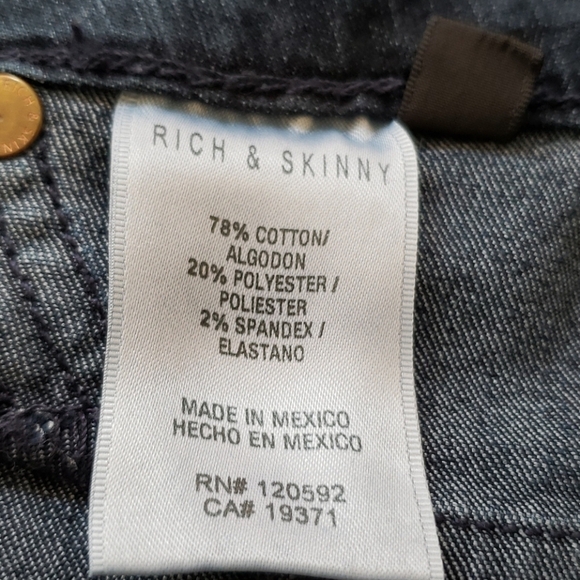 RICH & SKINNY
78% COTTON/
ALGODON
20% POLYESTER /
POLIESTER
2% SPANDEX /
ELASTANO
MADE IN MEXICO
HECHO EN MEXICO
RN# 120592
CA# 19371